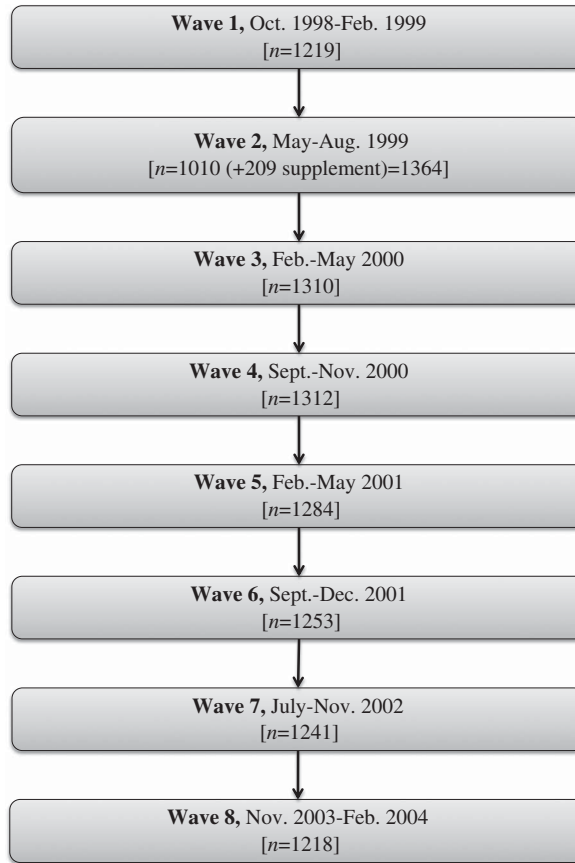 Wave 1, Oct. 1998-Feb. 1999
[n=1219]
Wave 2, May-Aug. 1999
[n=1010 (+209 supplement)=1364]
Wave 3, Feb.-May 2000
[n=1310]
Wave 4, Sept.-Nov. 2000
[n=1312]
Wave 5, Feb.-May 2001
[n=1284]
Wave 6, Sept.-Dec. 2001
[n=1253]
Wave 7, July-Nov. 2002
[n=1241]
Wave 8, Nov. 2003-Feb. 2004
[n=1218]